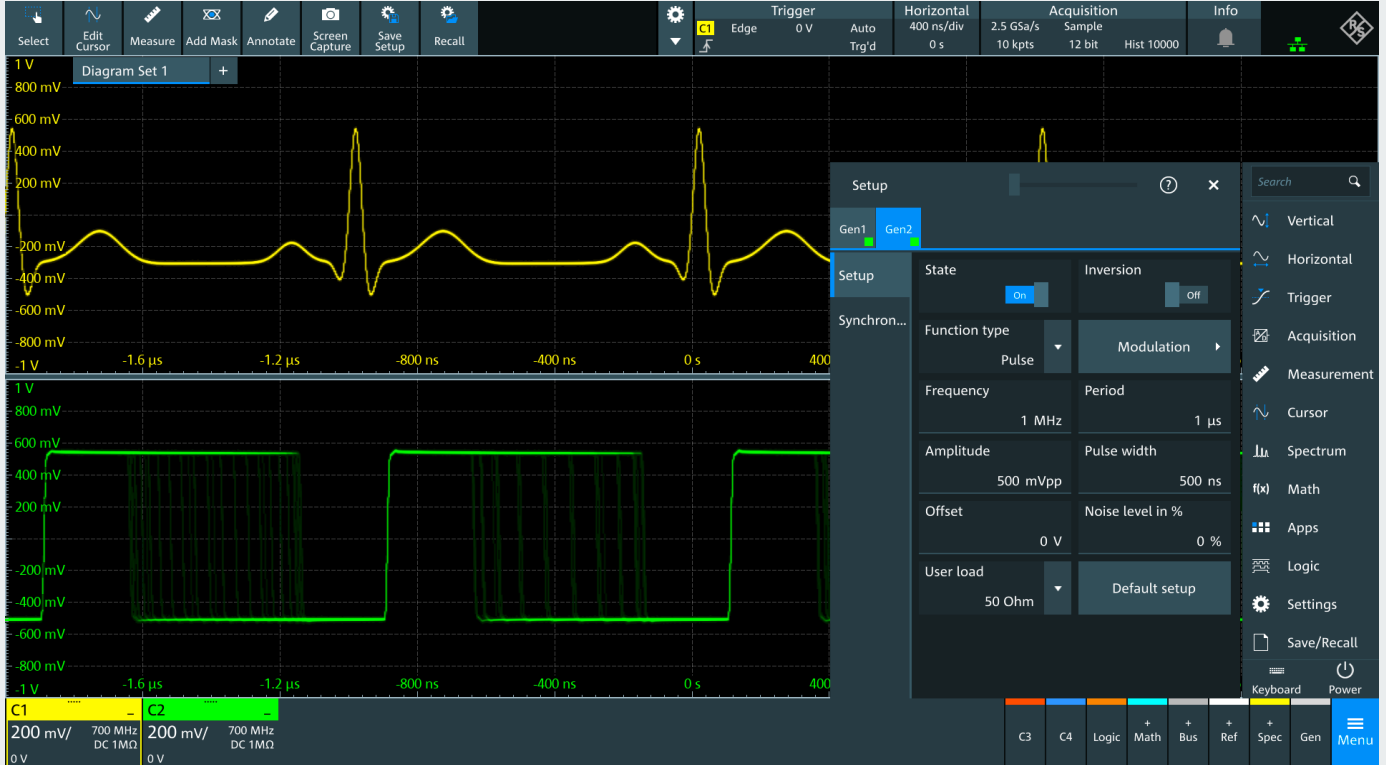 Select
Edit
Cursor
Measure
Add Mask
Annotate
Screen
Capture
Save
Setup
Recall
Trigger
C1 Edge 0 V Auto
Trg'd
Horizontal
400 ns/div
0 s
Acquisition
2.5 GSa/s Sample
10 kpts 12 bit Hist 10000
Info
R S
Diagram Set 1 +
1 V
800 mV
600 mV
400 mV
200 mV
-200 mV
-400 mV
-600 mV
-800 mV
-1 V
-1.6 µs -1.2 µs -800 ns -400 ns 0 s 400
1 V
800 mV
600 mV
400 mV
200 mV
-200 mV
-400 mV
-600 mV
-800 mV
-1 V
-1.6 µs -1.2 µs -800 ns -400 ns 0 s 400
Setup ? ×
Gen1 Gen2
Setup
Synchron...
State
On
Inversion
Off
Function type
Pulse
Modulation
Frequency
1 MHz
Period
1 µs
Amplitude
500 mVpp
Pulse width
500 ns
Offset
0 V
Noise level in %
0 %
User load
50 Ohm
Default setup
Search
Vertical
Horizontal
Trigger
Acquisition
Measurement
Cursor
Spectrum
f(x) Math
Apps
Logic
Settings
Save/Recall
Keyboard Power
C1
200 mV/ 700 MHz
DC 1MΩ
0 V
C2
200 mV/ 700 MHz
DC 1MΩ
0 V
C3
C4
Logic
+
Math
+
Bus
+
Ref
+
Spec
Gen
Menu